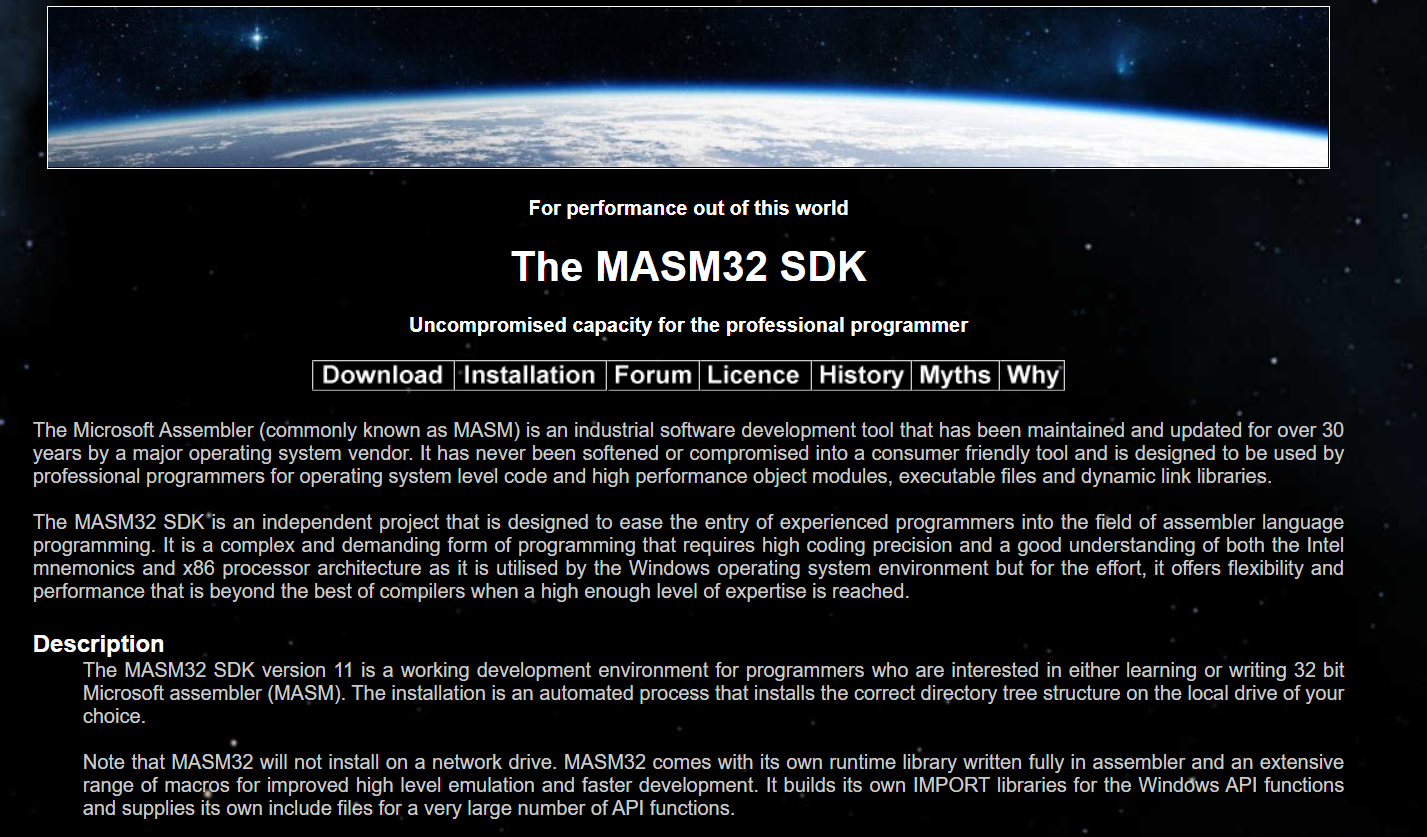 For performance out of this world
The MASM32 SDK
Uncompromised capacity for the professional programmer
Download Installation Forum Licence History Myths Why
The Microsoft Assembler (commonly known as MASM) is an industrial software development tool that has been maintained and updated for over 30
years by a major operating system vendor. It has never been softened or compromised into a consumer friendly tool and is designed to be used by
professional programmers for operating system level code and high performance object modules, executable files and dynamic link libraries.
The MASM32 SDK is an independent project that is designed to ease the entry of experienced programmers into the field of assembler language
programming. It is a complex and demanding form of programming that requires high coding precision and a good understanding of both the Intel
mnemonics and x86 processor architecture as it is utilised by the Windows operating system environment but for the effort, it offers flexibility and
performance that is beyond the best of compilers when a high enough level of expertise is reached.
Description
The MASM32 SDK version 11 is a working development environment for programmers who are interested in either learning or writing 32 bit
Microsoft assembler (MASM). The installation is an automated process that installs the correct directory tree structure on the local drive of your
choice.
Note that MASM32 will not install on a network drive. MASM32 comes with its own runtime library written fully in assembler and an extensive
range of macros for improved high level emulation and faster development. It builds its own IMPORT libraries for the Windows API functions
and supplies its own include files for a very large number of API functions.